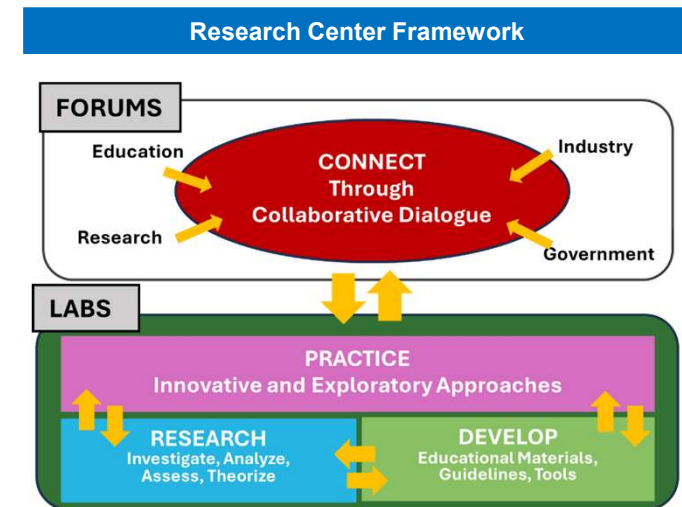 Research Center Framework
FORUMS
Education
Industry
CONNECT
Through
Collaborative Dialogue
Research
Government
LABS
PRACTICE
Innovative and Exploratory Approaches
RESEARCH
Investigate, Analyze,
Assess, Theorize
DEVELOP
Educational Materials,
Guidelines, Tools